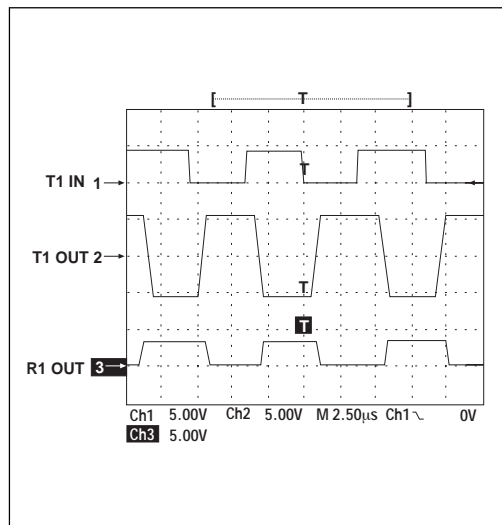 [ T ]
T
T1 IN 1
T1 OUT 2
T
T
R1 OUT 3
Ch1 5.00V Ch2 5.00V M 2.50µs Ch1 0V
Ch3 5.00V